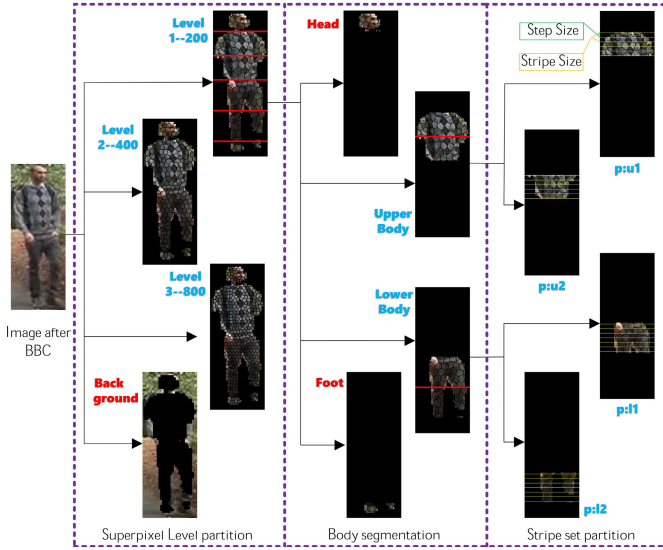 Level
1--200
Head
Step Size
Stripe Size
Level
2--400
p:u1
Upper
Body
p:u2
Level
3--800
Lower
Body
Image after
BBC
Back
ground
Foot
p:l1
p:l2
Superpixel Level partition
Body segmentation
Stripe set partition